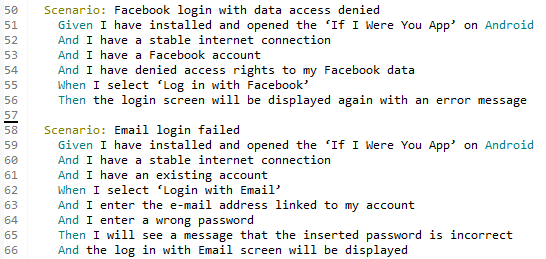 50 Scenario: Facebook login with data access denied
51 Given I have installed and opened the ‘If I Were You App’ on Android
52 And I have a stable internet connection
53 And I have a Facebook account
54 And I have denied access rights to my Facebook data
55 When I select ‘Log in with Facebook’
56 Then the login screen will be displayed again with an error message
57
58 Scenario: Email login failed
59 Given I have installed and opened the ‘If I Were You App’ on Android
60 And I have a stable internet connection
61 And I have an existing account
62 When I select ‘Login with Email’
63 And I enter the e-mail address linked to my account
64 And I enter a wrong password
65 Then I will see a message that the inserted password is incorrect
66 And the log in with Email screen will be displayed